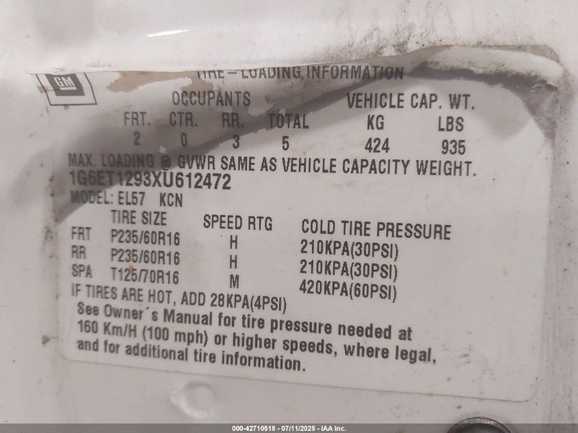 GM
TIRE - LOADING INFORMATION
OCCUPANTS VEHICLE CAP. WT.
FRT. CTR. RR. TOTAL KG LBS
2 0 3 5 424 935
MAX. LOADING @ GVWR SAME AS VEHICLE CAPACITY WEIGHT.
1G6ET1293XU612472
MODEL: EL57 KCN
TIRE SIZE SPEED RTG COLD TIRE PRESSURE
FRT P235/60R16 H 210KPA(30PSI)
RR P235/60R16 H 210KPA(30PSI)
SPA T125/70R16 M 420KPA(60PSI)
IF TIRES ARE HOT, ADD 28KPA(4PSI)
See Owner´s Manual for tire pressure needed at
160 Km/H (100 mph) or higher speeds, where legal,
and for additional tire information.
000-42710518 - 07/11/2025 - IAA Inc.